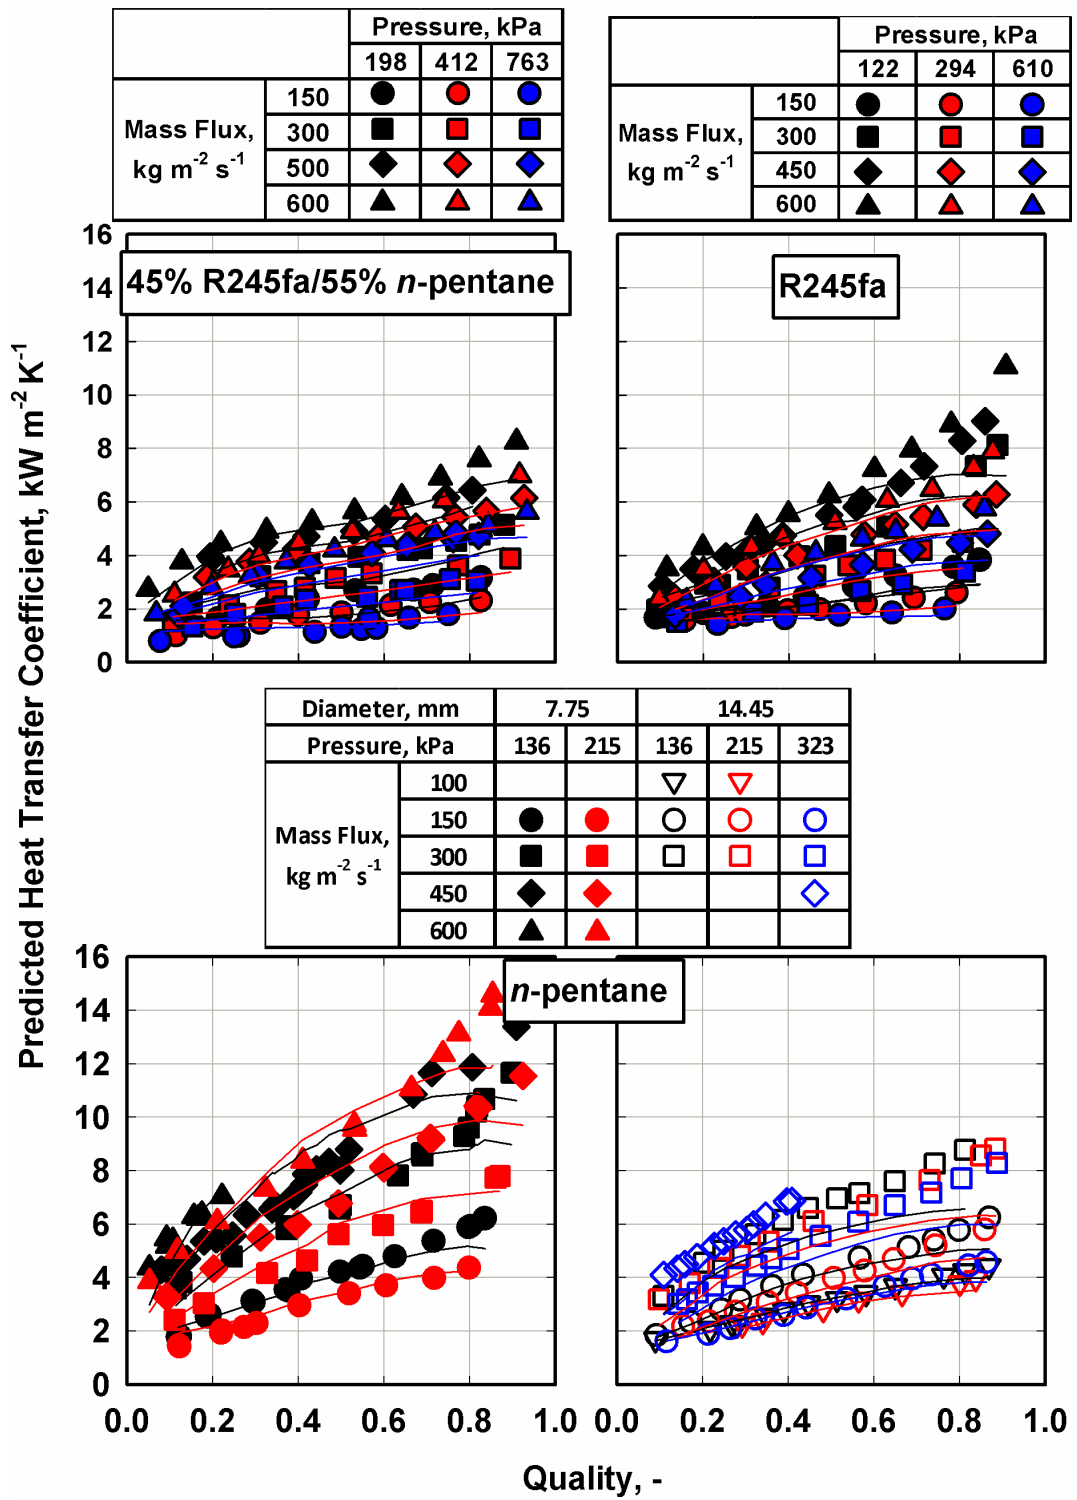 Pressure, kPa
198 412 763
150
Mass Flux, 300
kg m-2 s-1 500
600
Pressure, kPa
122 294 610
150
Mass Flux, 300
kg m-2 s-1 450
600
Predicted Heat Transfer Coefficient, kW m-2 K-1
16
14
12
10
8
6
4
2
0
45% R245fa/55% n-pentane
R245fa
Diameter, mm 7.75 14.45
Pressure, kPa 136 215 136 215 323
100
150
Mass Flux, 300
kg m-2 s-1 450
600
16
14
12
10
8
6
4
2
0
n-pentane
0.0 0.2 0.4 0.6 0.8 1.0
0.2 0.4 0.6 0.8 1.0
Quality, -